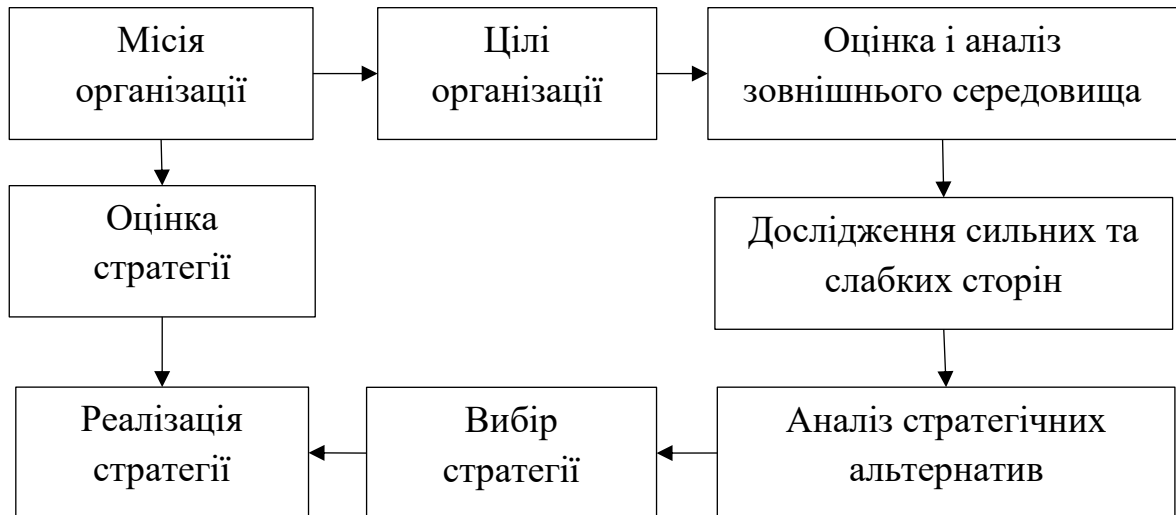 Місія
організації
Цілі
організації
Оцінка і аналіз
зовнішнього середовища
Оцінка
стратегії
Дослідження сильних та
слабких сторін
Реалізація
стратегії
Вибір
стратегії
Аналіз стратегічних
альтернатив